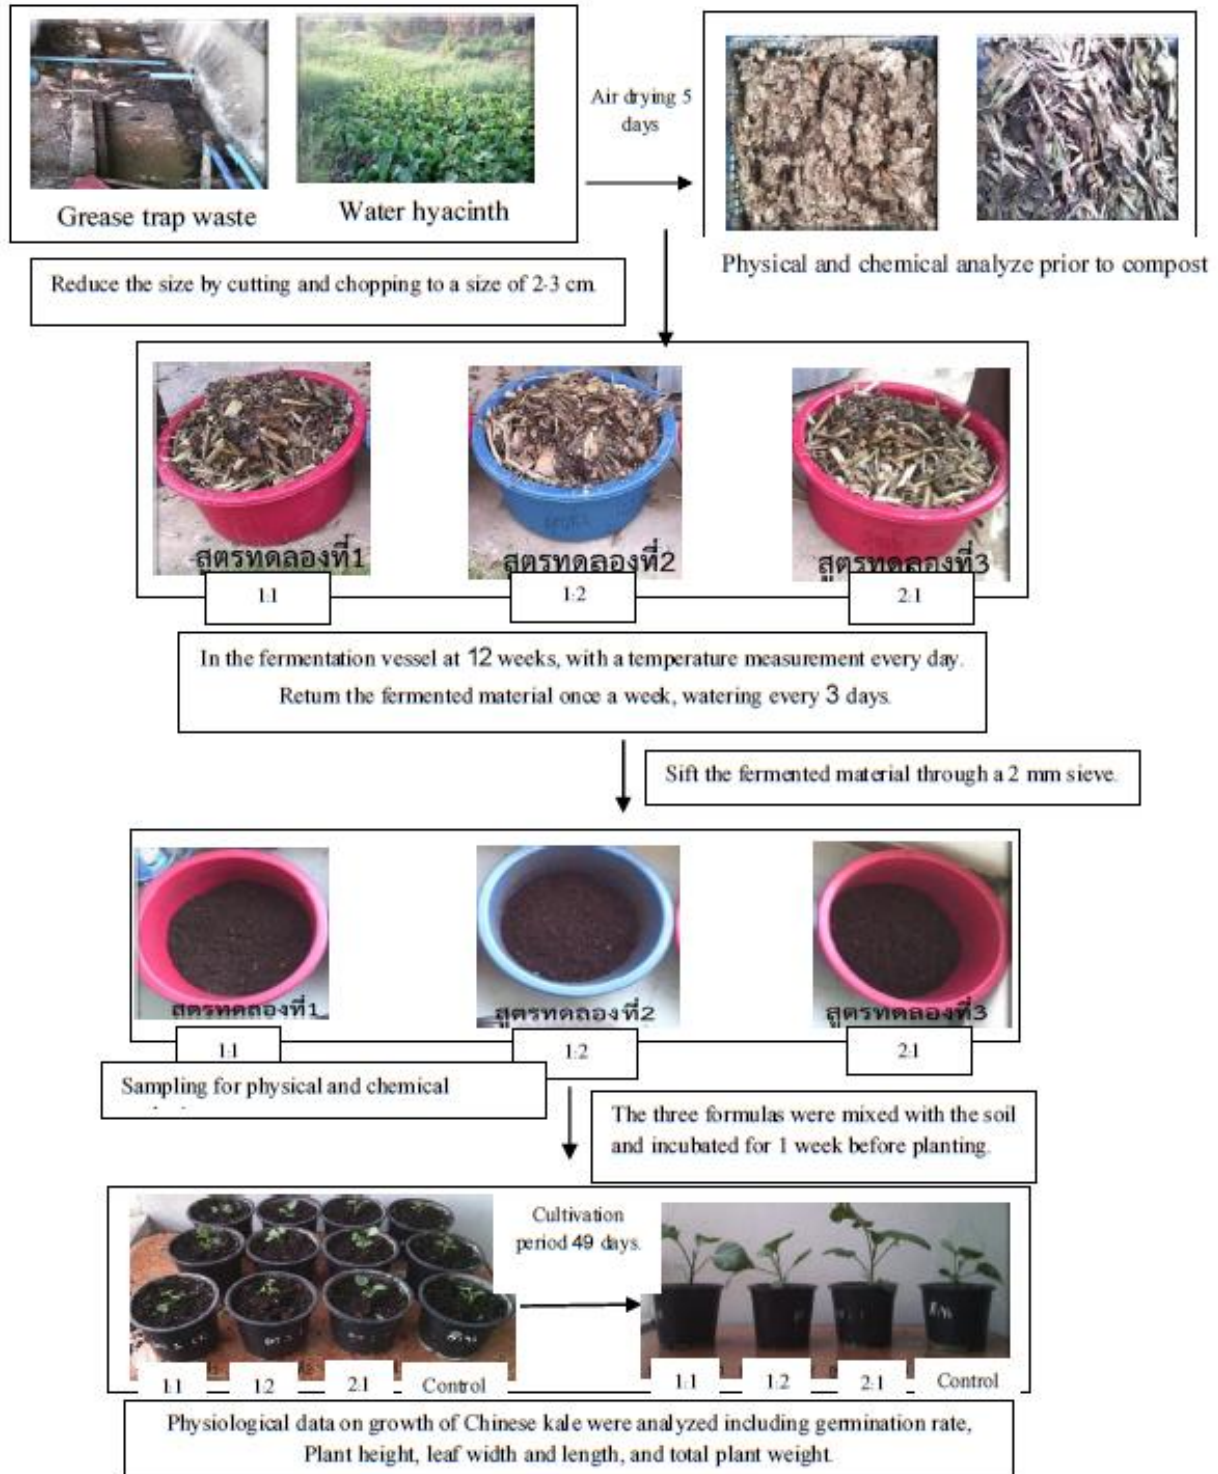 Grease trap waste
Water hyacinth
Air drying 5
days
Physical and chemical analyze prior to compost
Reduce the size by cutting and chopping to a size of 2-3 cm.
สูตรทดลองที่1
สูตรทดลองที่2
สูตรทดลองที่3
1:1
1:2
2:1
In the fermentation vessel at 12 weeks, with a temperature measurement every day.
Return the fermented material once a week, watering every 3 days.
Sift the fermented material through a 2 mm sieve.
สูตรทดลองที่1
สูตรทดลองที่2
สูตรทดลองที่3
1:1
1:2
2:1
Sampling for physical and chemical
The three formulas were mixed with the soil
and incubated for 1 week before planting.
Cultivation
period 49 days.
1:1
1:2
2:1
Control
1:1
1:2
2:1
Control
Physiological data on growth of Chinese kale were analyzed including germination rate,
Plant height, leaf width and length, and total plant weight.